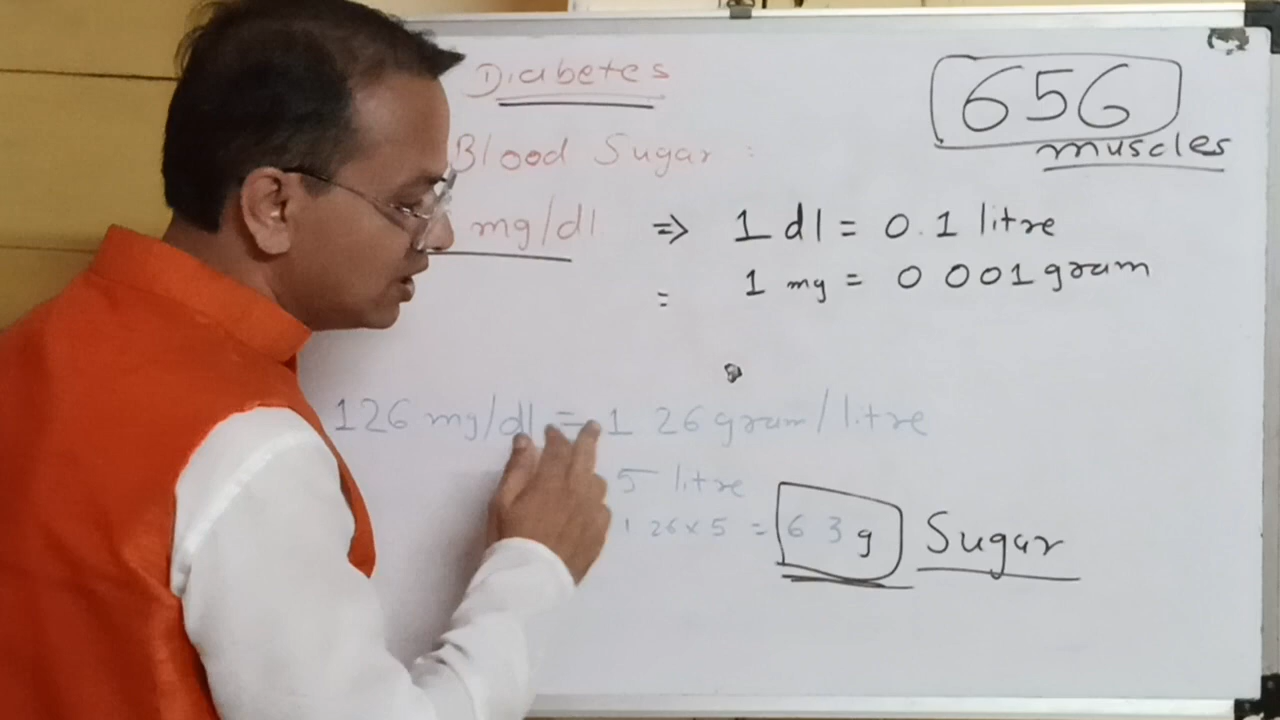 Diabetes
656
muscles
Blood Sugar :
mg/dl => 1 dl = 0.1 litre
= 1 mg = 0 001 gram
126 mg/dl = 1 26 gram/litre
5 litre
1 26 x 5 = 6 3 g Sugar